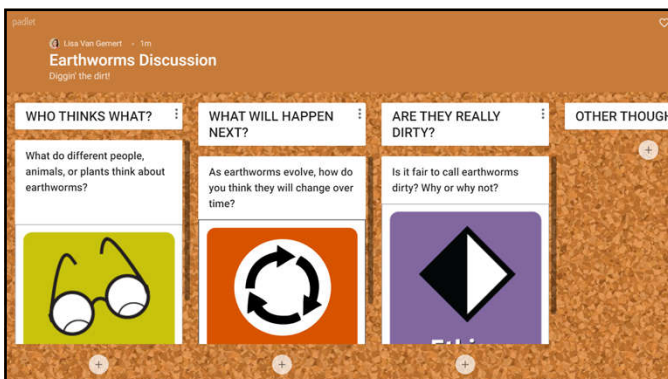 padlet
Lisa Van Gemert • 1m
Earthworms Discussion
Diggin' the dirt!
WHO THINKS WHAT?
What do different people,
animals, or plants think about
earthworms?
WHAT WILL HAPPEN
NEXT?
As earthworms evolve, how do
you think they will change over
time?
ARE THEY REALLY
DIRTY?
Is it fair to call earthworms
dirty? Why or why not?
OTHER THOUGH